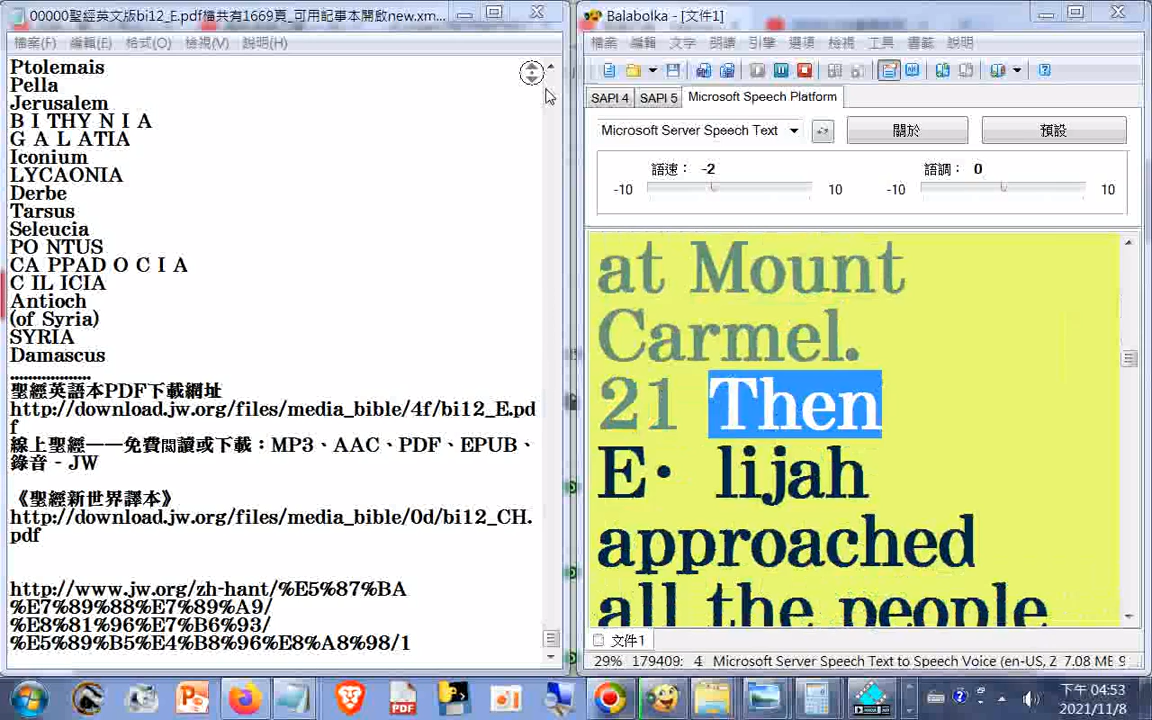 00000聖經英文版bi12_E.pdf檔共有1669頁_可用記事本開啟new.xm...
檔案(F) 編輯(E) 格式(O) 檢視(V) 說明(H)
Ptolemais
Pella
Jerusalem
B I THY N I A
G A L ATIA
Iconium
LYCAONIA
Derbe
Tarsus
Seleucia
PO NTUS
CA PPAD O C I A
C IL ICIA
Antioch
(of Syria)
SYRIA
Damascus
..................
聖經英語本PDF下載網址
http://download.jw.org/files/media_bible/4f/bi12_E.pd
f
線上聖經——免費閱讀或下載：MP3、AAC、PDF、EPUB、
錄音 - JW
《聖經新世界譯本》
http://download.jw.org/files/media_bible/0d/bi12_CH.
pdf
http://www.jw.org/zh-hant/%E5%87%BA
%E7%89%88%E7%89%A9/
%E8%81%96%E7%B6%93/
%E5%89%B5%E4%B8%96%E8%A8%98/1
Balabolka - [文件1]
檔案 編輯 文字 朗讀 引擎 選項 檢視 工具 書籤 說明
SAPI 4 SAPI 5 Microsoft Speech Platform
Microsoft Server Speech Text 關於 預設
語速： -2 語調： 0
-10 10 -10 10
at Mount
Carmel.
21 Then
E· lijah
approached
all the people
文件1
29% 179409: 4 Microsoft Server Speech Text to Speech Voice (en-US, Z 7.08 MB 9
下午 04:53
2021/11/8